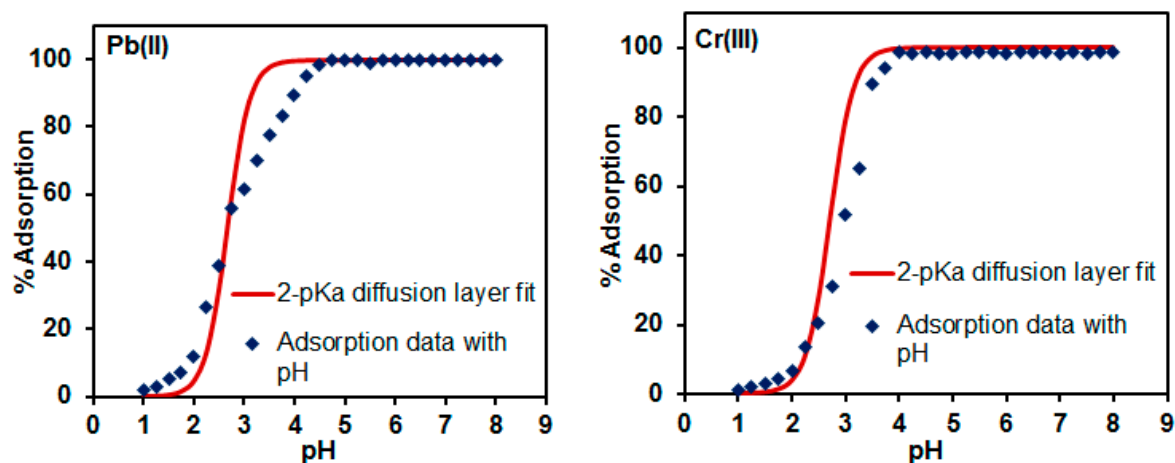 Pb(II)
% Adsorption
100
80
60
40
20
0
2-pKa diffusion layer fit
Adsorption data with
pH
0 1 2 3 4 5 6 7 8 9
pH
Cr(III)
% Adsorption
100
80
60
40
20
0
2-pKa diffusion layer fit
Adsorption data with
pH
0 1 2 3 4 5 6 7 8 9
pH